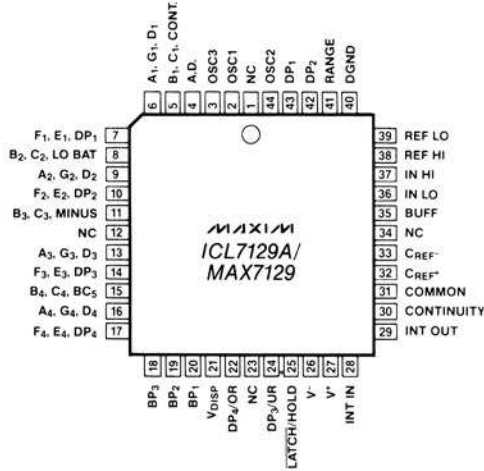 A₁, G₁, D₁
B₁, C₁, CONT.
A.D.
OSC3
OSC1
NC
OSC2
DP₁
DP₂
RANGE
DGND
6 5 4 3 2 1 44 43 42 41 40
F₁, E₁, DP₁ 7
B₂, C₂, LO BAT 8
A₂, G₂, D₂ 9
F₂, E₂, DP₂ 10
B₃, C₃, MINUS 11
NC 12
A₃, G₃, D₃ 13
F₃, E₃, DP₃ 14
B₄, C₄, BC₅ 15
A₄, G₄, D₄ 16
F₄, E₄, DP₄ 17
MAXIM
ICL7129A/
MAX7129
39 REF LO
38 REF HI
37 IN HI
36 IN LO
35 BUFF
34 NC
33 C_REF⁻
32 C_REF⁺
31 COMMON
30 CONTINUITY
29 INT OUT
18 19 20 21 22 23 24 25 26 27 28
BP₃
BP₂
BP₁
V_DISP
DP₄/OR
NC
DP₃/UR
LATCH/HOLD
V⁻
V⁺
INT IN